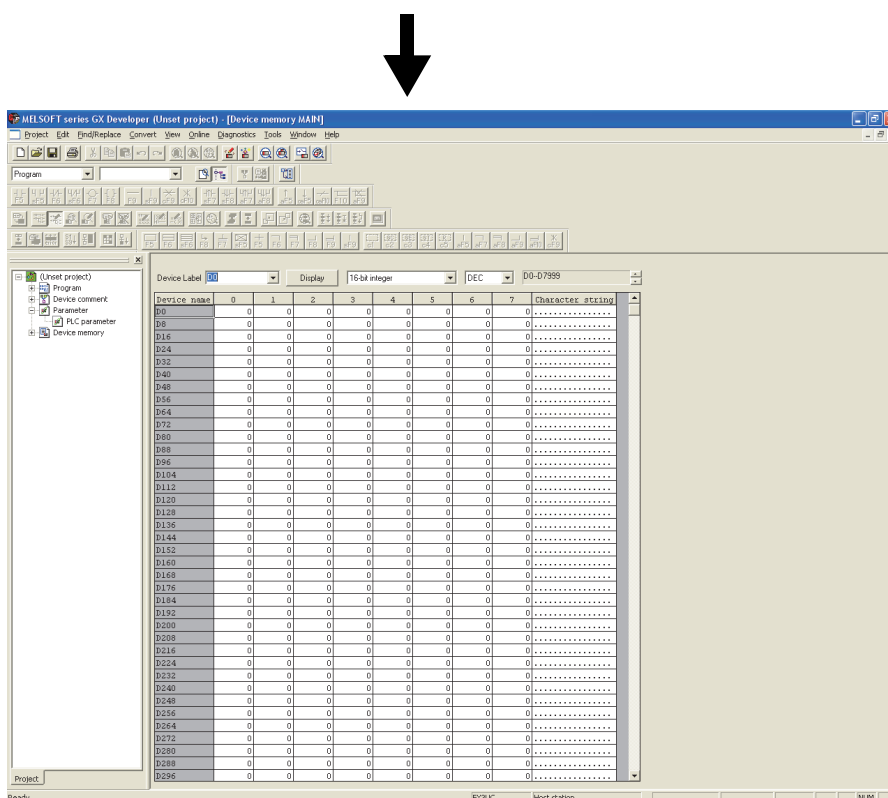 MELSOFT series GX Developer (Unset project) - [Device memory MAIN]
Project Edit Find/Replace Convert View Online Diagnostics Tools Window Help
Program
Device Label D0 Display 16-bit integer DEC D0-D7999
(Unset project)
Program
Device comment
Parameter
PLC parameter
Device memory
Project
Device name 0 1 2 3 4 5 6 7 Character string
D0 0 0 0 0 0 0 0 0 ................
D8 0 0 0 0 0 0 0 0 ................
D16 0 0 0 0 0 0 0 0 ................
D24 0 0 0 0 0 0 0 0 ................
D32 0 0 0 0 0 0 0 0 ................
D40 0 0 0 0 0 0 0 0 ................
D48 0 0 0 0 0 0 0 0 ................
D56 0 0 0 0 0 0 0 0 ................
D64 0 0 0 0 0 0 0 0 ................
D72 0 0 0 0 0 0 0 0 ................
D80 0 0 0 0 0 0 0 0 ................
D88 0 0 0 0 0 0 0 0 ................
D96 0 0 0 0 0 0 0 0 ................
D104 0 0 0 0 0 0 0 0 ................
D112 0 0 0 0 0 0 0 0 ................
D120 0 0 0 0 0 0 0 0 ................
D128 0 0 0 0 0 0 0 0 ................
D136 0 0 0 0 0 0 0 0 ................
D144 0 0 0 0 0 0 0 0 ................
D152 0 0 0 0 0 0 0 0 ................
D160 0 0 0 0 0 0 0 0 ................
D168 0 0 0 0 0 0 0 0 ................
D176 0 0 0 0 0 0 0 0 ................
D184 0 0 0 0 0 0 0 0 ................
D192 0 0 0 0 0 0 0 0 ................
D200 0 0 0 0 0 0 0 0 ................
D208 0 0 0 0 0 0 0 0 ................
D216 0 0 0 0 0 0 0 0 ................
D224 0 0 0 0 0 0 0 0 ................
D232 0 0 0 0 0 0 0 0 ................
D240 0 0 0 0 0 0 0 0 ................
D248 0 0 0 0 0 0 0 0 ................
D256 0 0 0 0 0 0 0 0 ................
D264 0 0 0 0 0 0 0 0 ................
D272 0 0 0 0 0 0 0 0 ................
D280 0 0 0 0 0 0 0 0 ................
D288 0 0 0 0 0 0 0 0 ................
D296 0 0 0 0 0 0 0 0 ................
Ready Host station NUM